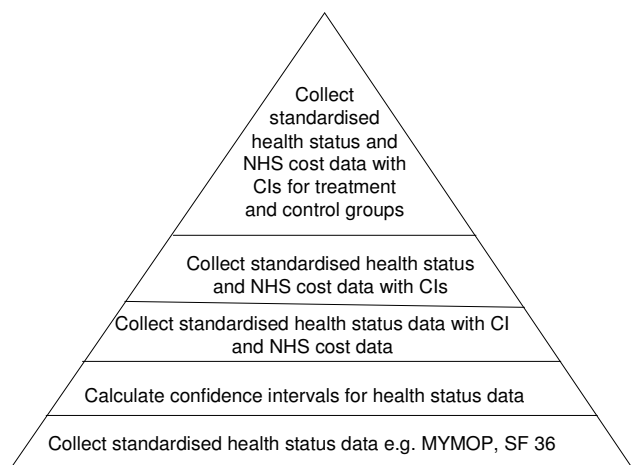 Collect
standardised
health status and
NHS cost data with
CIs for treatment
and control groups
Collect standardised health status
and NHS cost data with CIs
Collect standardised health status data with CI
and NHS cost data
Calculate confidence intervals for health status data
Collect standardised health status data e.g. MYMOP, SF 36